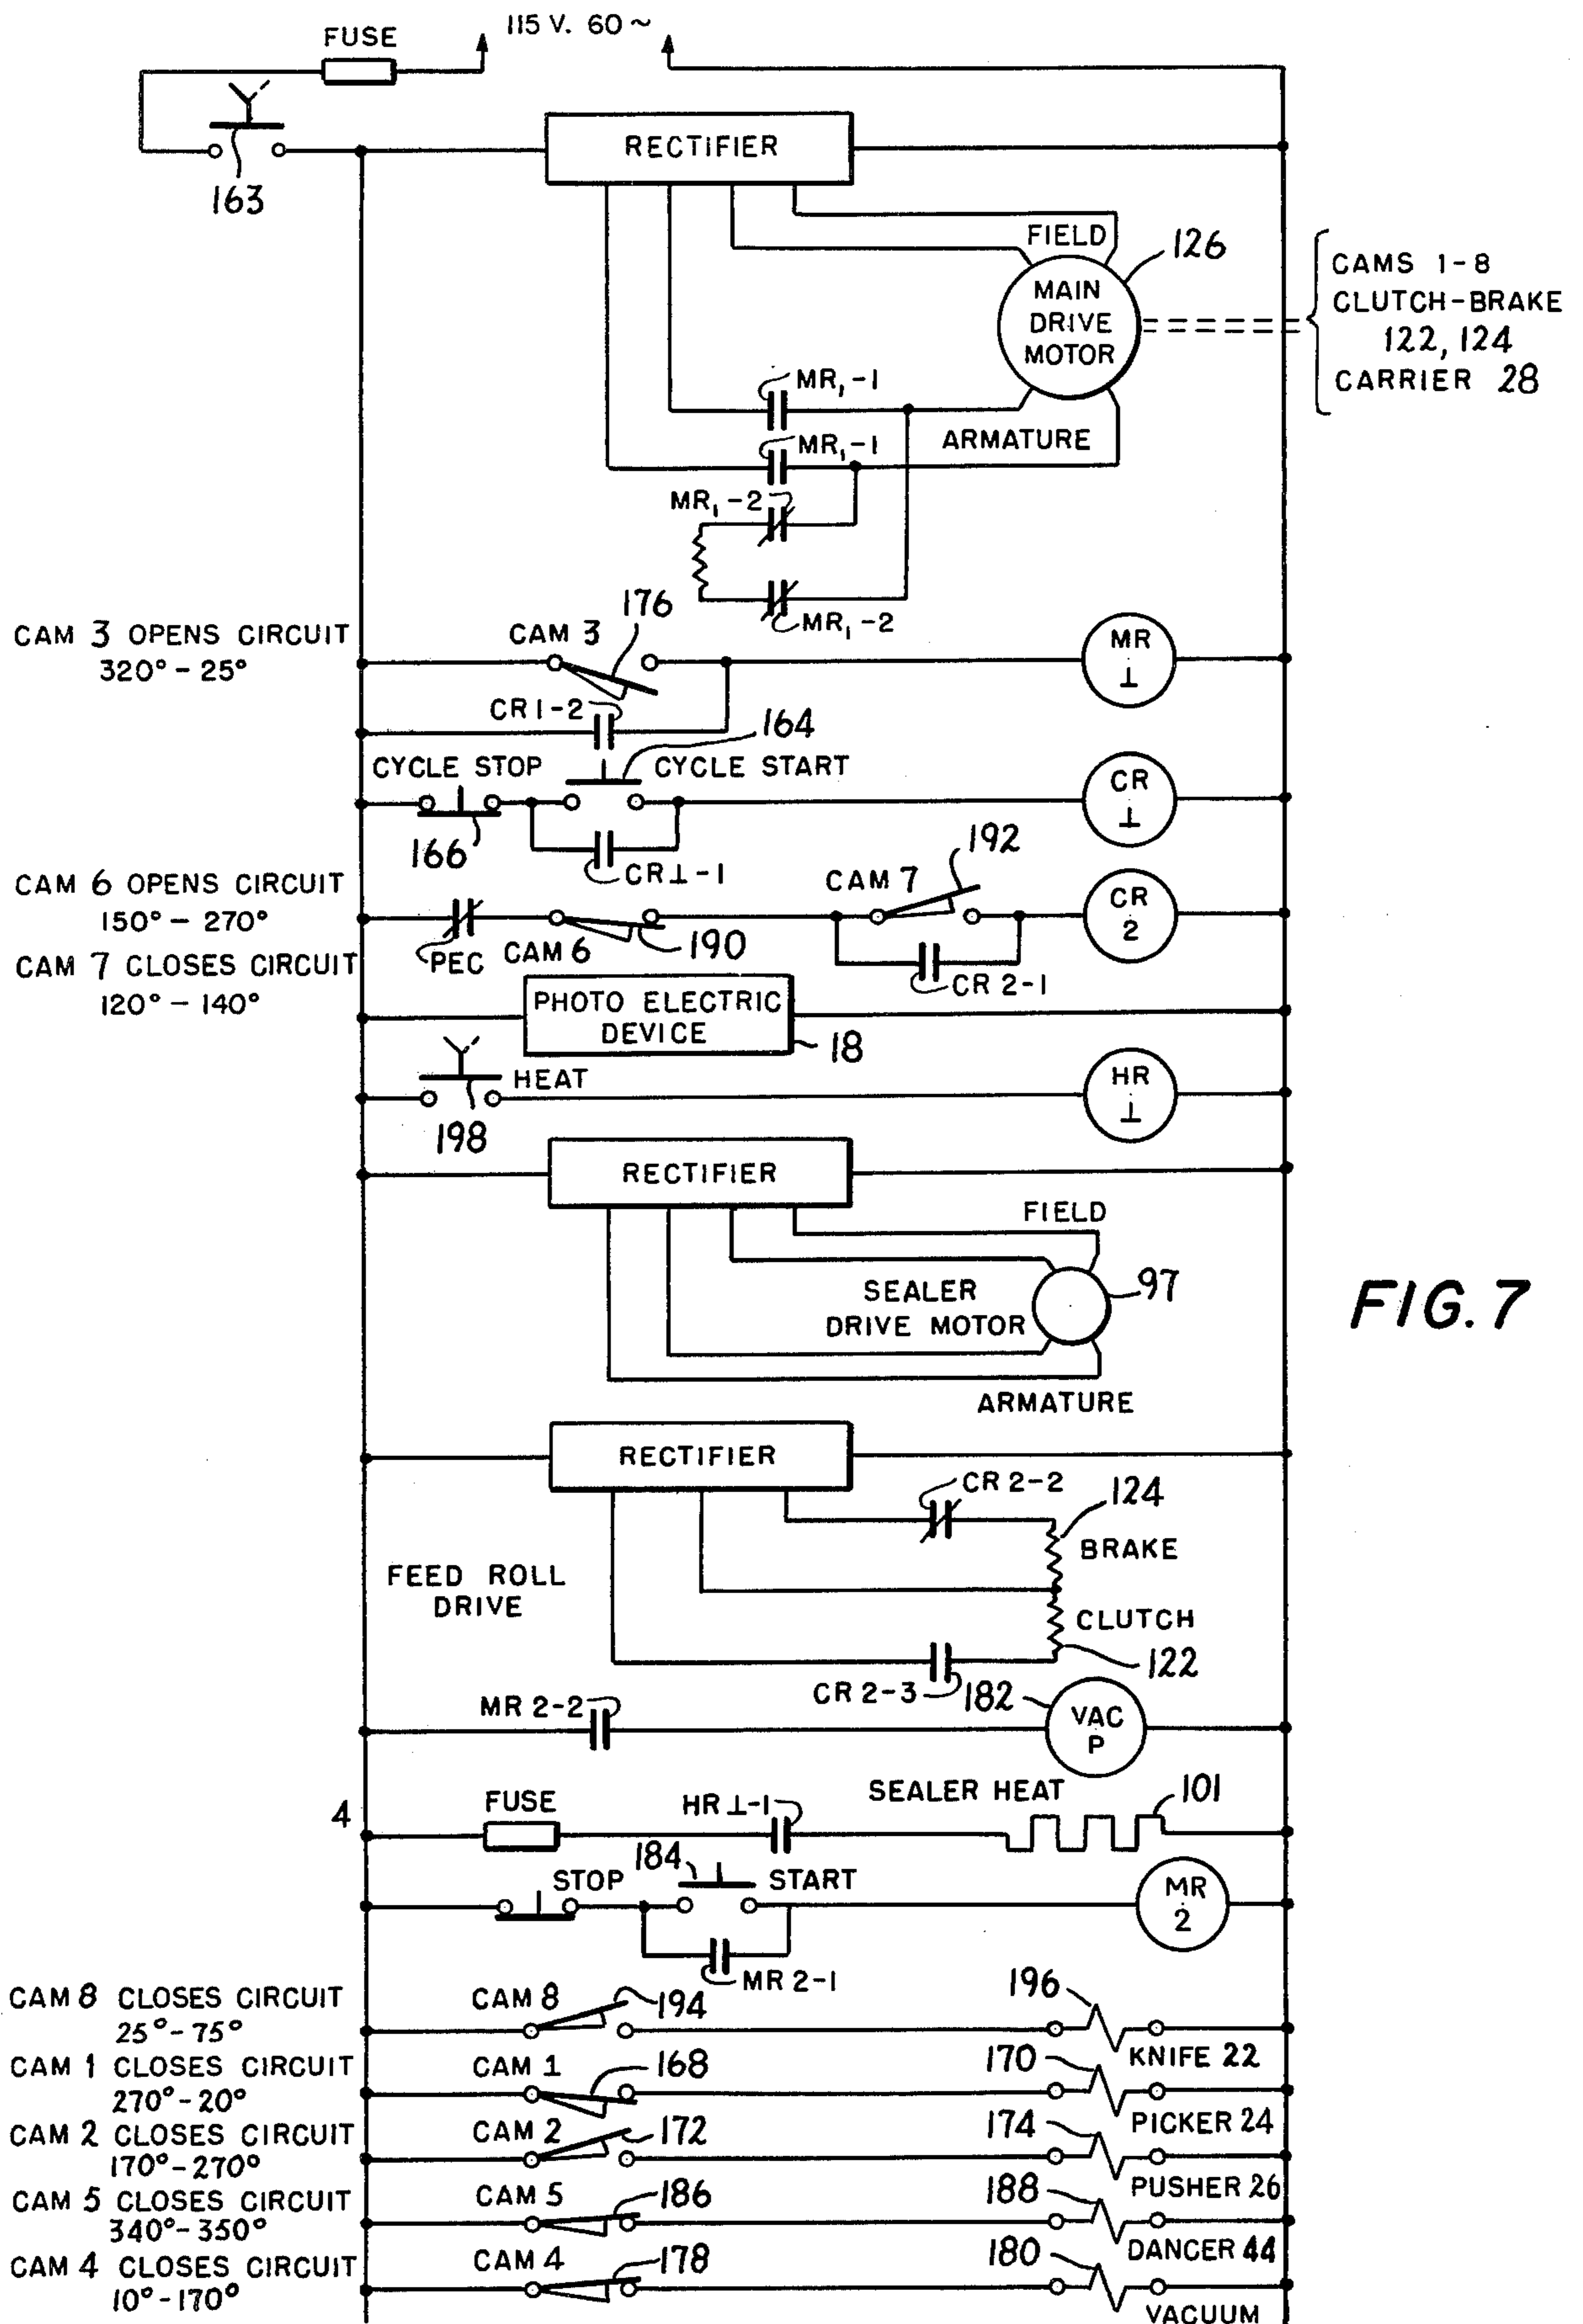 115 V. 60 ~
FUSE
RECTIFIER
163
FIELD
126
MAIN
DRIVE
MOTOR
CAMS 1-8
CLUTCH-BRAKE
122, 124
CARRIER 28
MR₁-1
ARMATURE
MR₁-1
MR₁-2
MR₁-2
CAM 3 OPENS CIRCUIT
320°-25°
CAM 3
176
MR
1
CR1-2
164
CYCLE STOP
CYCLE START
CR
1
166
CR1-1
192
CAM 6 OPENS CIRCUIT
150°-270°
CAM 7
CR
2
PEC
CAM 6
190
CAM 7 CLOSES CIRCUIT
120°-140°
CR 2-1
PHOTO ELECTRIC
DEVICE
18
HEAT
HR
1
198
RECTIFIER
FIELD
SEALER
DRIVE MOTOR
97
FIG. 7
ARMATURE
RECTIFIER
CR 2-2
124
BRAKE
FEED ROLL
DRIVE
CLUTCH
122
CR 2-3
182
MR 2-2
VAC
P
SEALER HEAT
101
4
FUSE
HR 1-1
184
STOP
START
MR
2
MR 2-1
CAM 8 CLOSES CIRCUIT
25°-75°
CAM 8
194
196
KNIFE 22
CAM 1 CLOSES CIRCUIT
270°-20°
CAM 1
168
170
PICKER 24
CAM 2 CLOSES CIRCUIT
170°-270°
CAM 2
172
174
PUSHER 26
CAM 5 CLOSES CIRCUIT
340°-350°
CAM 5
186
188
DANCER 44
CAM 4 CLOSES CIRCUIT
10°-170°
CAM 4
178
180
VACUUM